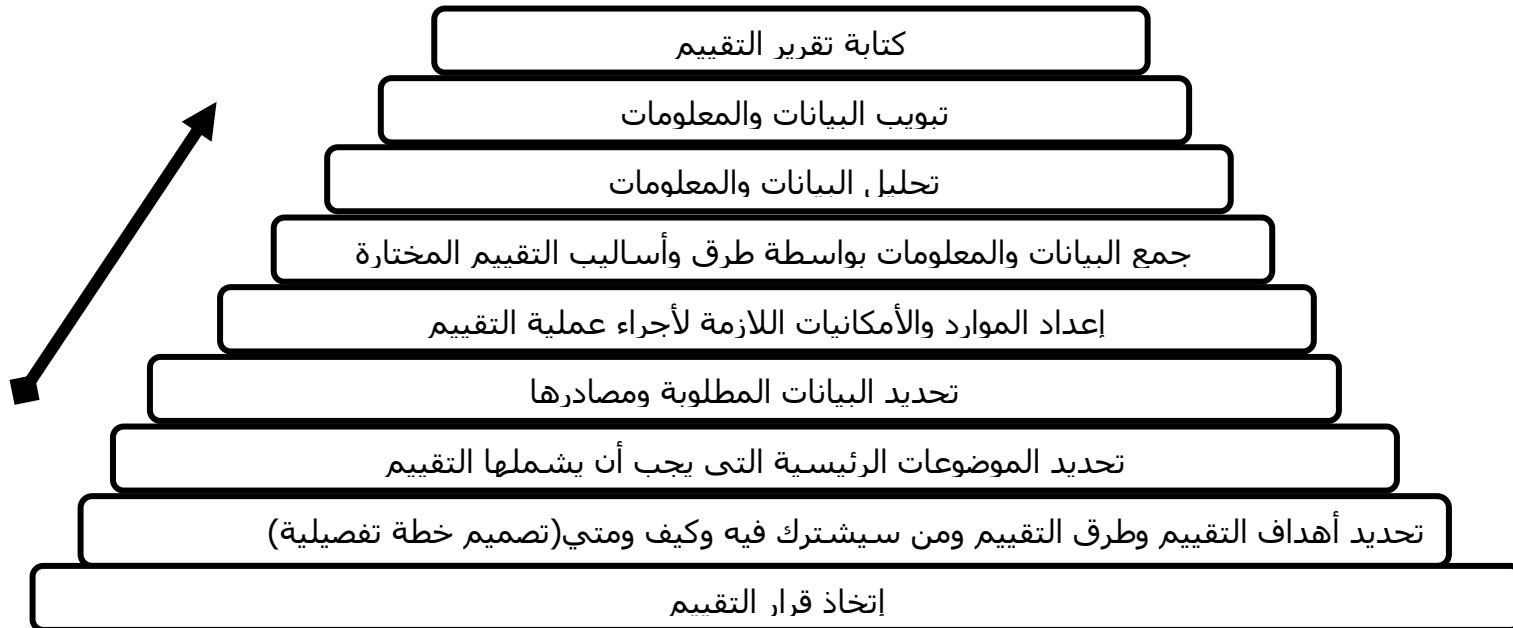 كتابة تقرير التقييم
تبويب البيانات والمعلومات
تحليل البيانات والمعلومات
جمع البيانات والمعلومات بواسطة طرق وأساليب التقييم المختارة
إعداد الموارد والأمكانيات اللازمة لأجراء عملية التقييم
تحديد البيانات المطلوبة ومصادرها
تحديد الموضوعات الرئيسية التى يجب أن يشملها التقييم
تحديد أهداف التقييم وطرق التقييم ومن سيشترك فيه وكيف ومتي(تصميم خطة تفصيلية)
إتخاذ قرار التقييم